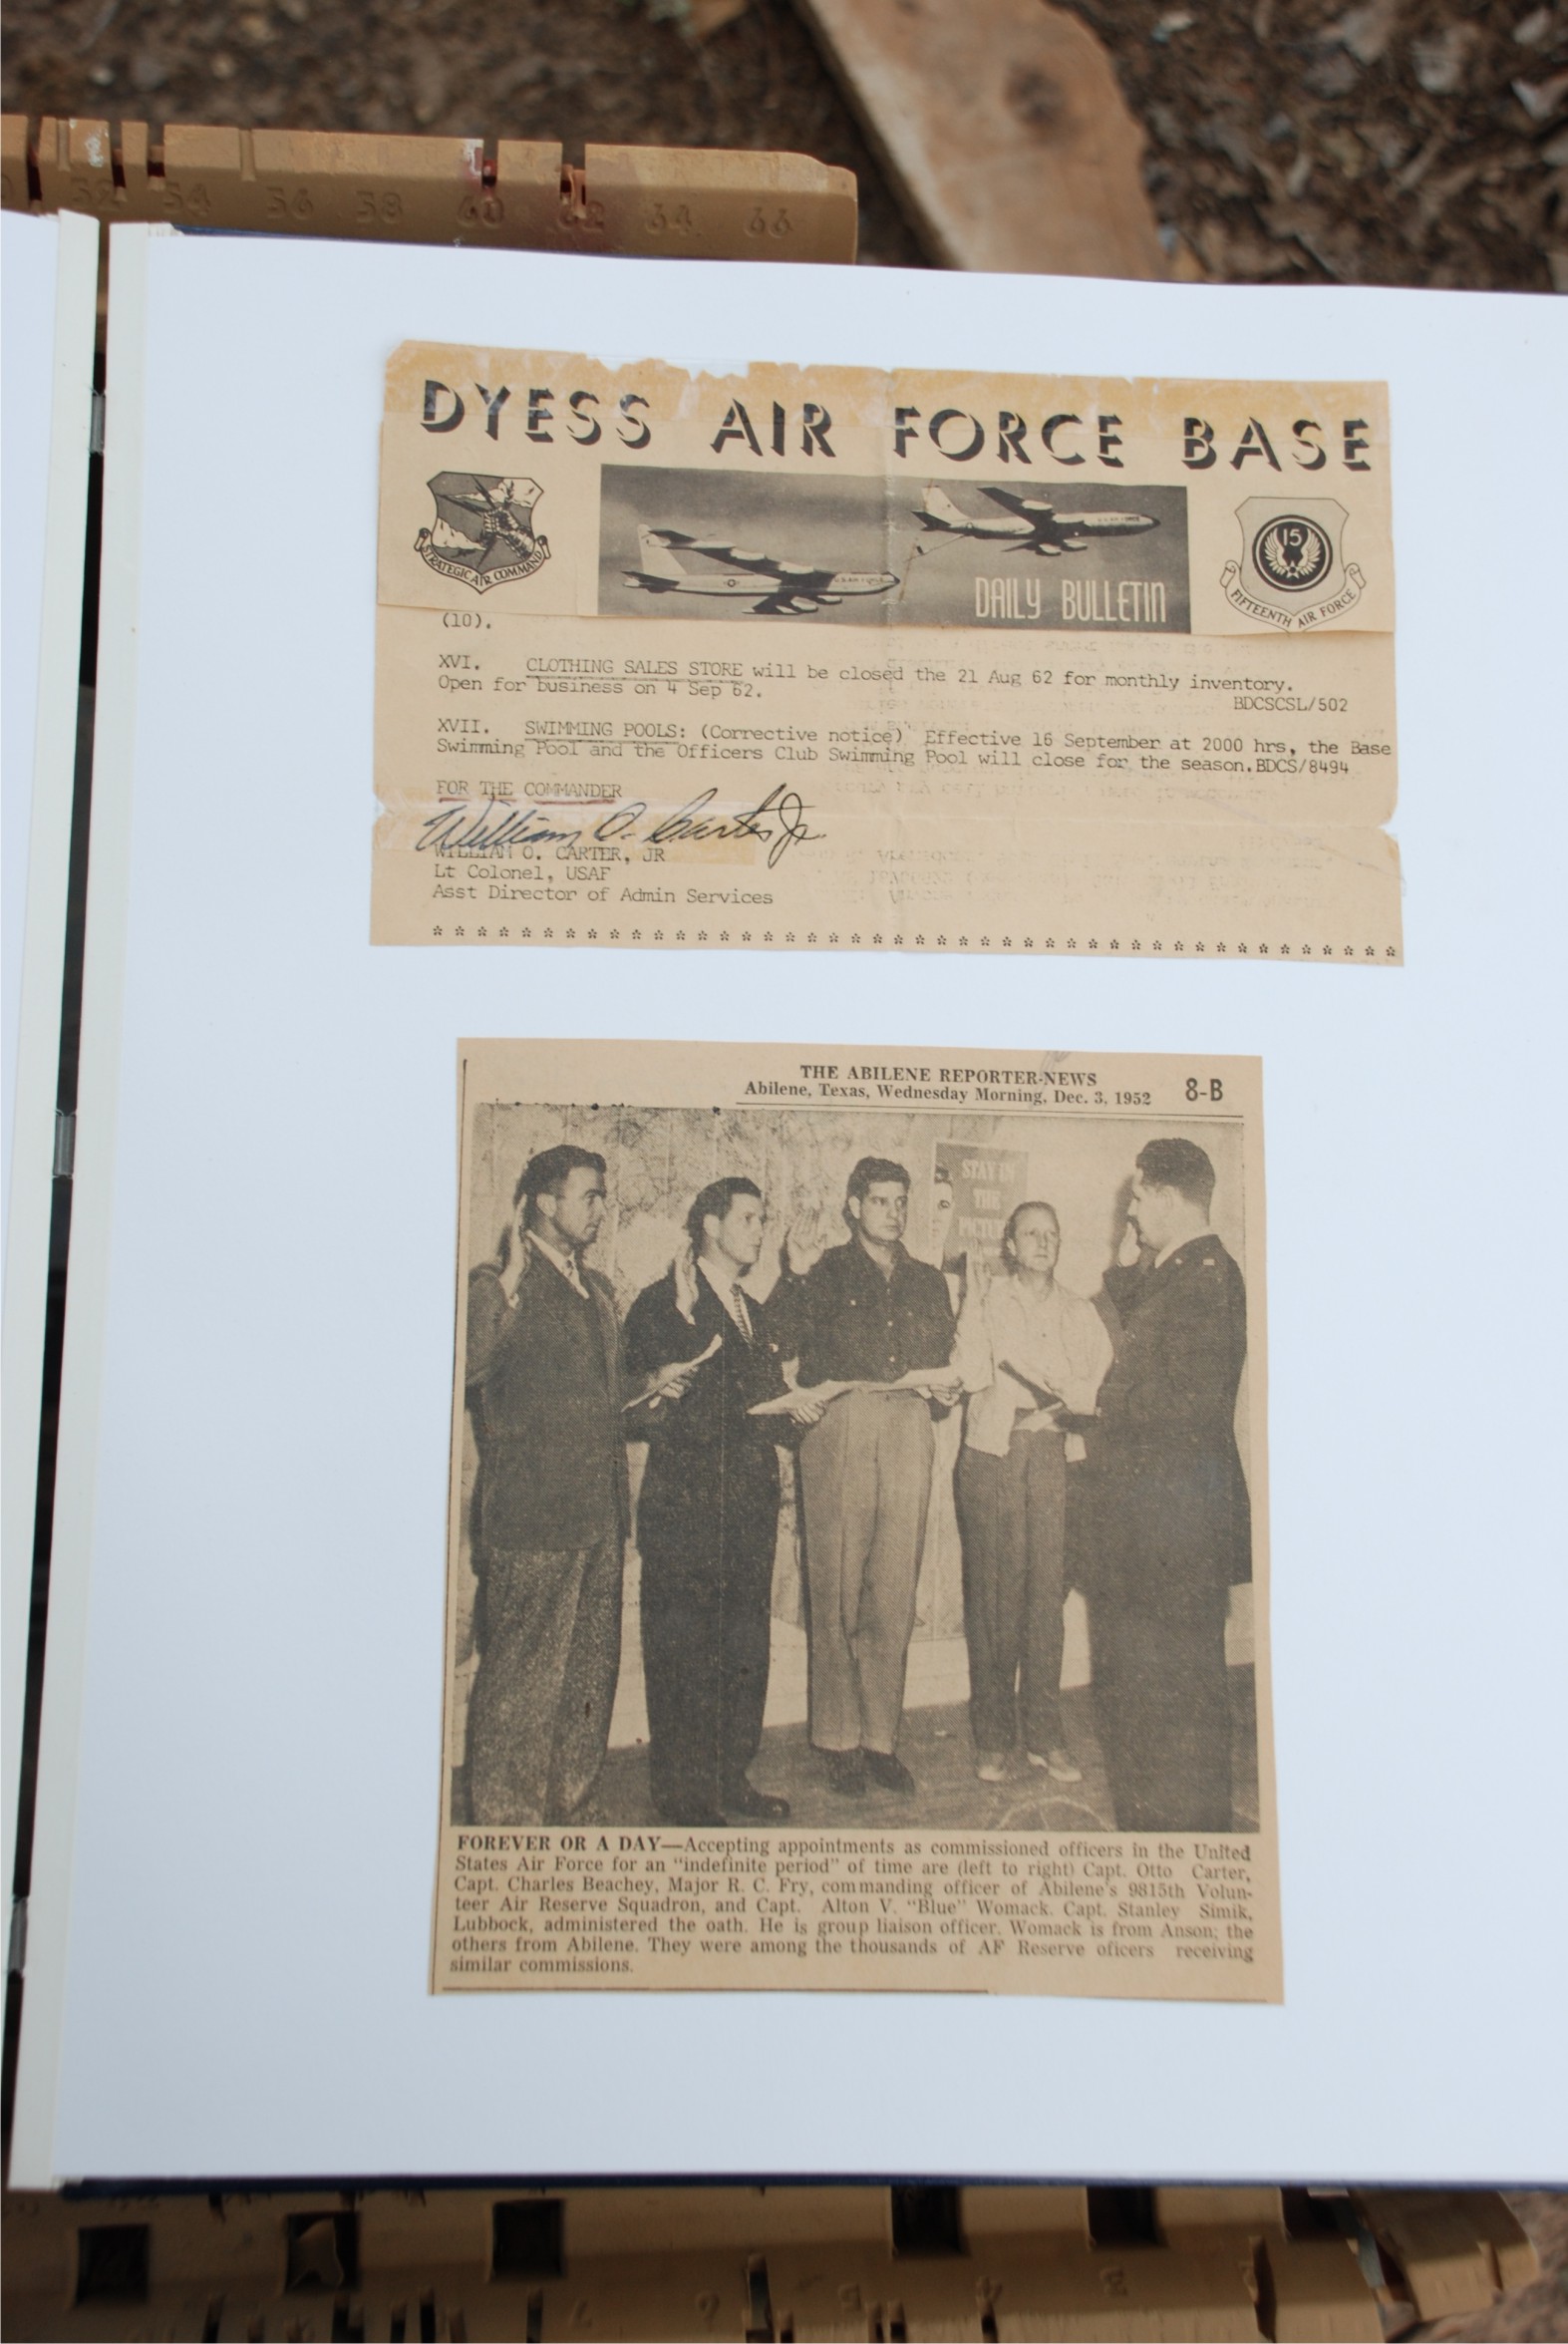 52 54 56 58 60 62 64 66
DYESS AIR FORCE BASE
STRATEGIC AIR COMMAND
U.S. AIR FORCE
U.S. AIR FORCE
DAILY BULLETIN
15
FIFTEENTH AIR FORCE
(10).
XVI. CLOTHING SALES STORE will be closed the 21 Aug 62 for monthly inventory.
Open for business on 4 Sep 62.
BDCSCSL/502
XVII. SWIMMING POOLS: (Corrective notice) Effective 16 September at 2000 hrs, the Base
Swimming Pool and the Officers Club Swimming Pool will close for the season. BDCS/8494
FOR THE COMMANDER
William O. Carter Jr
WILLIAM O. CARTER, JR
Lt Colonel, USAF
Asst Director of Admin Services
* * * * * * * * * * * * * * * * * * * * * * * * * * * * * * * * * * * * * * * * * * * *
THE ABILENE REPORTER-NEWS
Abilene, Texas, Wednesday Morning, Dec. 3, 1952 8-B
STAY IN
THE
FOREVER OR A DAY—Accepting appointments as commissioned officers in the United
States Air Force for an "indefinite period" of time are (left to right) Capt. Otto Carter,
Capt. Charles Beachey, Major R. C. Fry, commanding officer of Abilene's 9815th Volun-
teer Air Reserve Squadron, and Capt. Alton V. "Blue" Womack. Capt. Stanley Simik,
Lubbock, administered the oath. He is group liaison officer. Womack is from Anson; the
others from Abilene. They were among the thousands of AF Reserve oficers receiving
similar commissions.